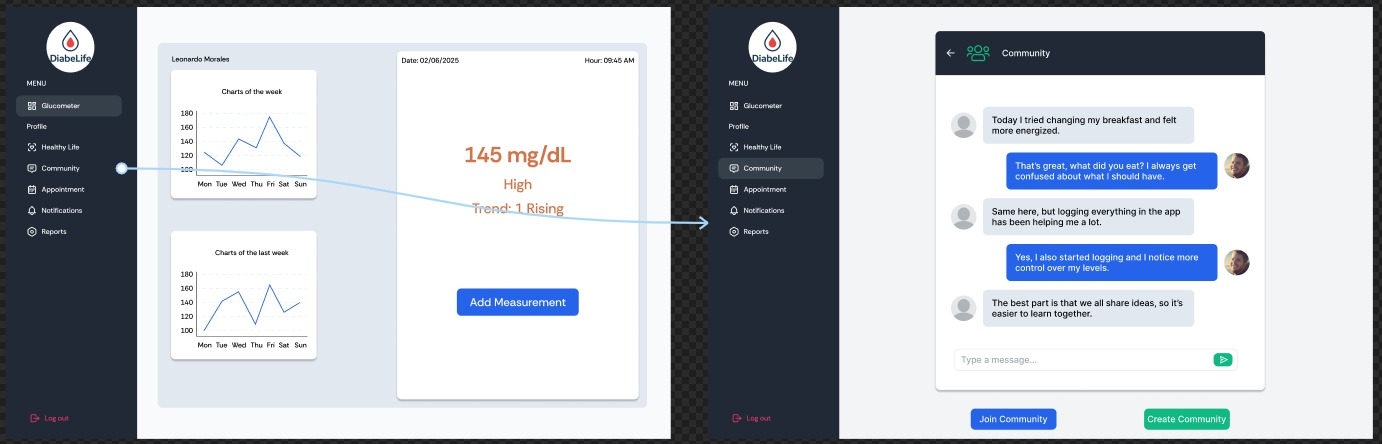 DiabeLife
MENU
Glucometer
Profile
Healthy Life
Community
Appointment
Notifications
Reports
Log out
Leonardo Morales
Charts of the week
180
160
140
120
100
Mon Tue Wed Thu Fri Sat Sun
Charts of the last week
180
160
140
120
100
Mon Tue Wed Thu Fri Sat Sun
Date: 02/06/2025 Hour: 09:45 AM
145 mg/dL
High
Trend: 1 Rising
Add Measurement
DiabeLife
MENU
Glucometer
Profile
Healthy Life
Community
Appointment
Notifications
Reports
Log out
Community
Today I tried changing my breakfast and felt
more energized.
That's great, what did you eat? I always get
confused about what I should have.
Same here, but logging everything in the app
has been helping me a lot.
Yes, I also started logging and I notice more
control over my levels.
The best part is that we all share ideas, so it's
easier to learn together.
Type a message...
Join Community
Create Community